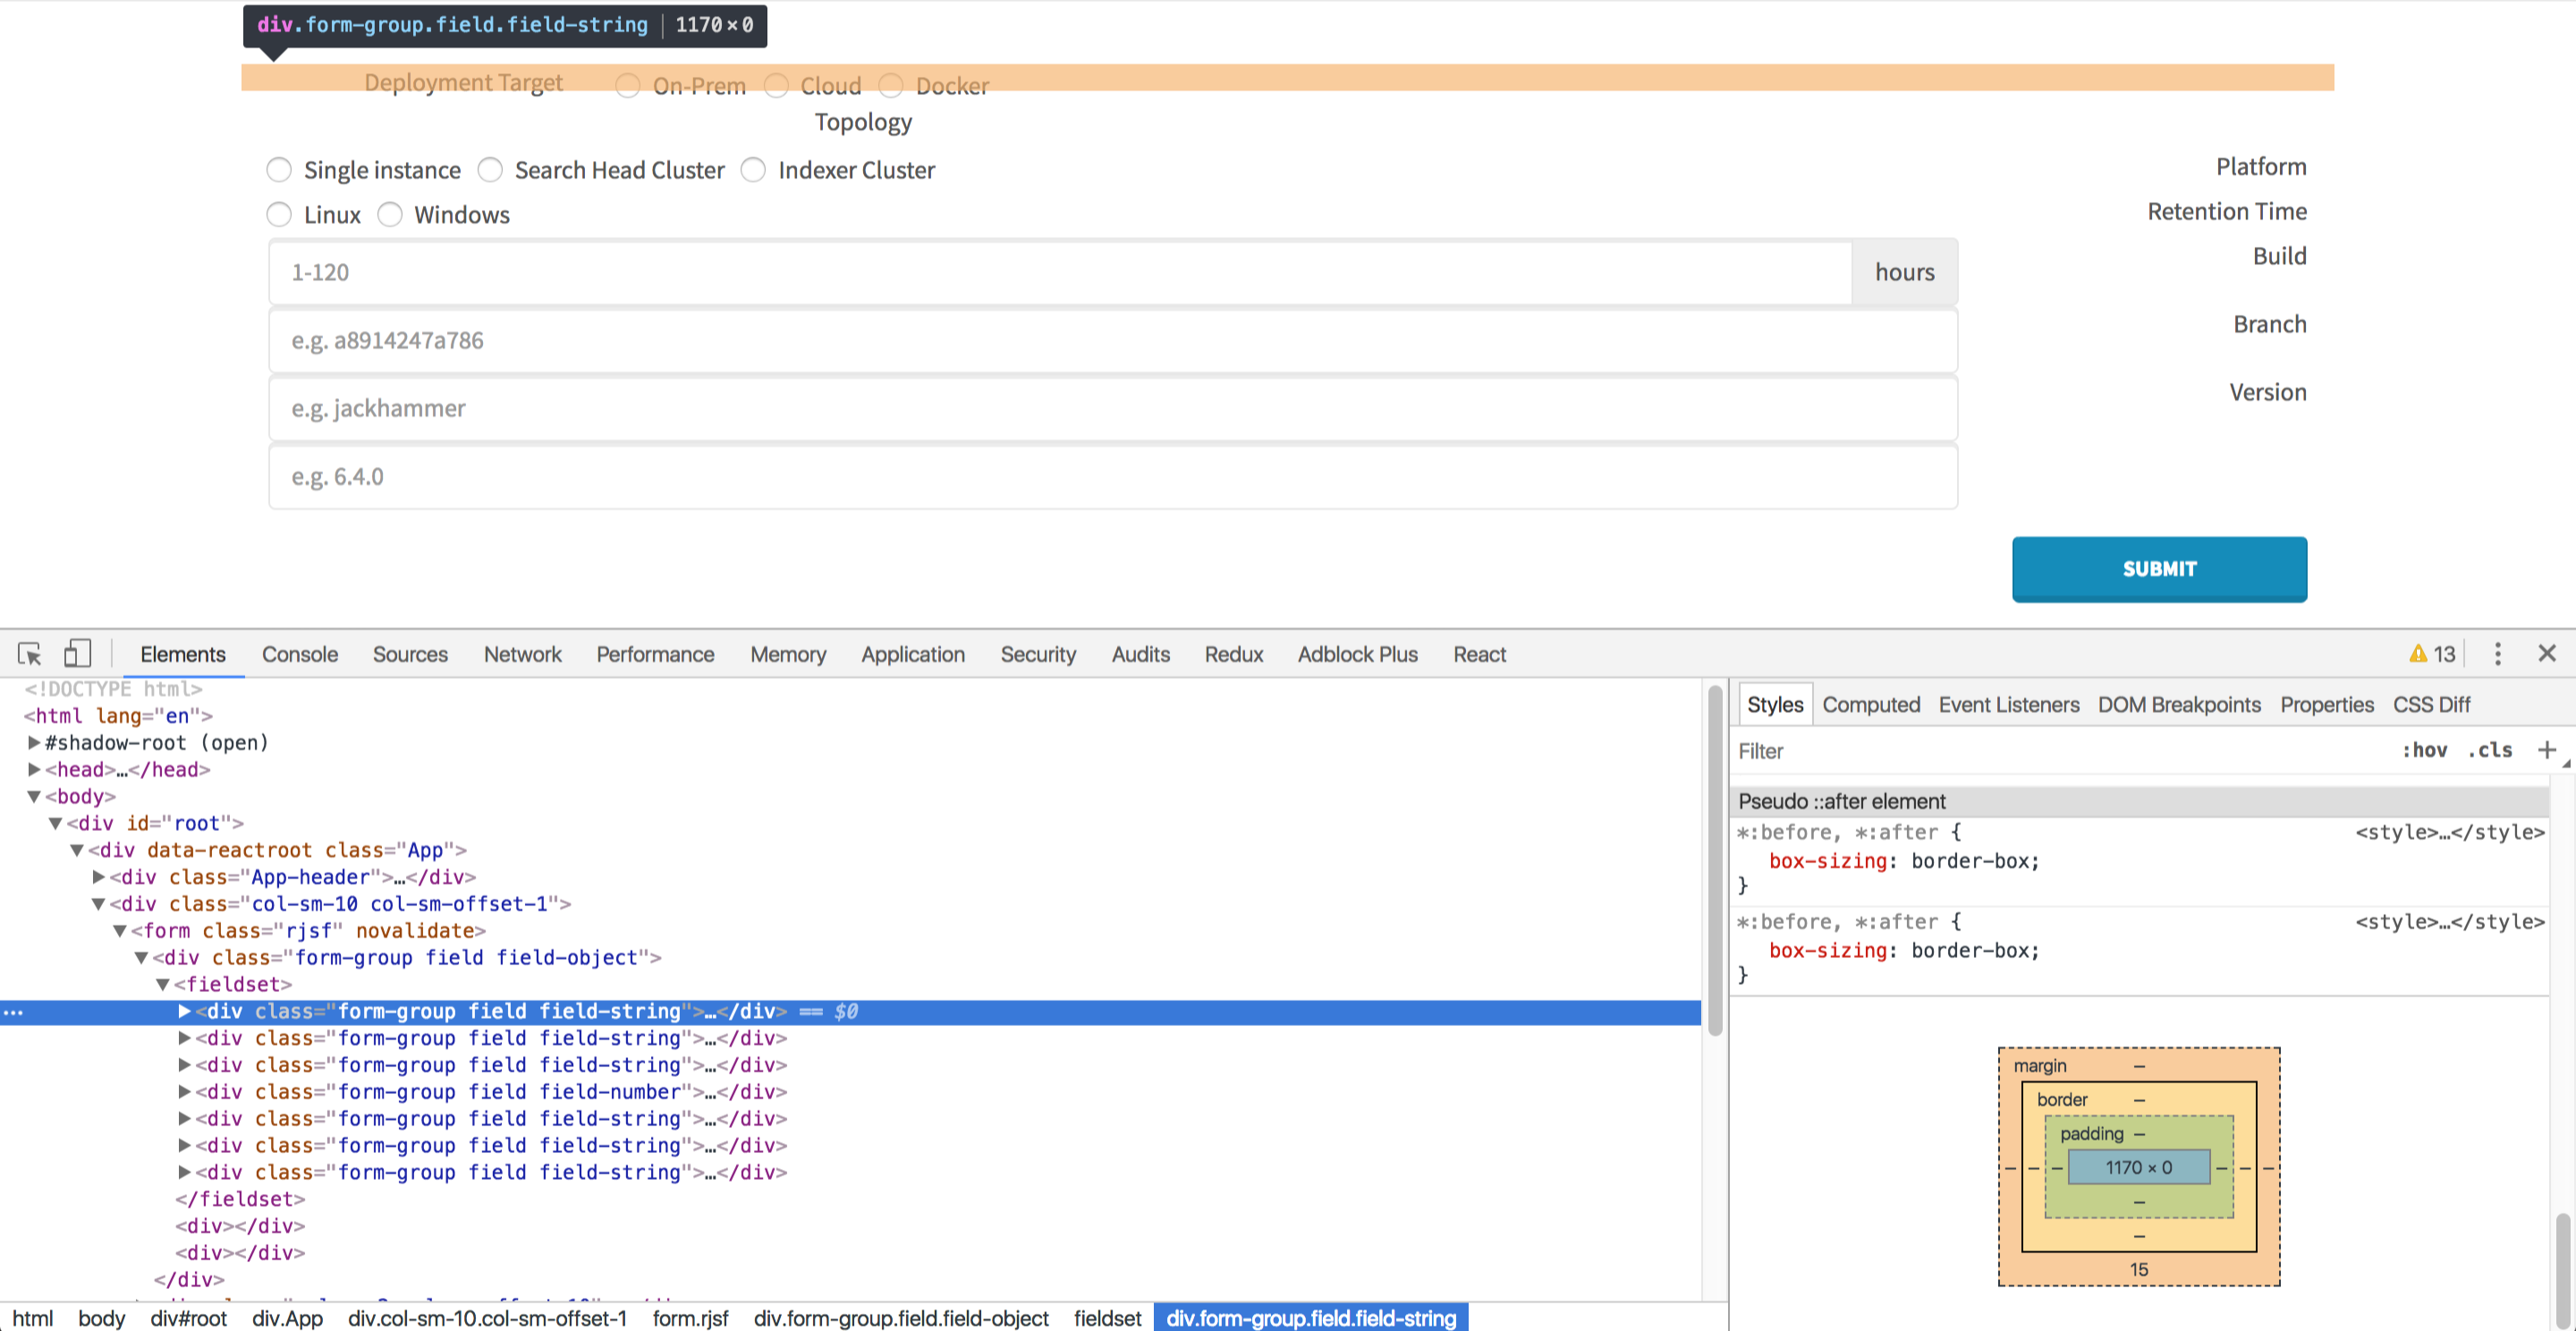 div.form-group.field.field-string | 1170×0
Deployment Target On-Prem Cloud Docker
Topology
Single instance Search Head Cluster Indexer Cluster
Platform
Linux Windows
Retention Time
Build
1-120 hours
Branch
e.g. a8914247a786
Version
e.g. jackhammer
e.g. 6.4.0
SUBMIT
Elements Console Sources Network Performance Memory Application Security Audits Redux Adblock Plus React 13
<!DOCTYPE html>
<html lang="en">
#shadow-root (open)
<head>…</head>
<body>
<div id="root">
<div data-reactroot class="App">
<div class="App-header">…</div>
<div class="col-sm-10 col-sm-offset-1">
<form class="rjsf" novalidate>
<div class="form-group field field-object">
<fieldset>
<div class="form-group field field-string">…</div> == $0
<div class="form-group field field-string">…</div>
<div class="form-group field field-string">…</div>
<div class="form-group field field-number">…</div>
<div class="form-group field field-string">…</div>
<div class="form-group field field-string">…</div>
<div class="form-group field field-string">…</div>
</fieldset>
<div></div>
<div></div>
</div>
html body div#root div.App div.col-sm-10.col-sm-offset-1 form.rjsf div.form-group.field.field-object fieldset div.form-group.field.field-string
Styles Computed Event Listeners DOM Breakpoints Properties CSS Diff
Filter :hov .cls +
Pseudo ::after element
*:before, *:after { <style>…</style>
box-sizing: border-box;
}
*:before, *:after { <style>…</style>
box-sizing: border-box;
}
margin –
border –
padding –
– – – 1170 × 0 – – –
–
–
15